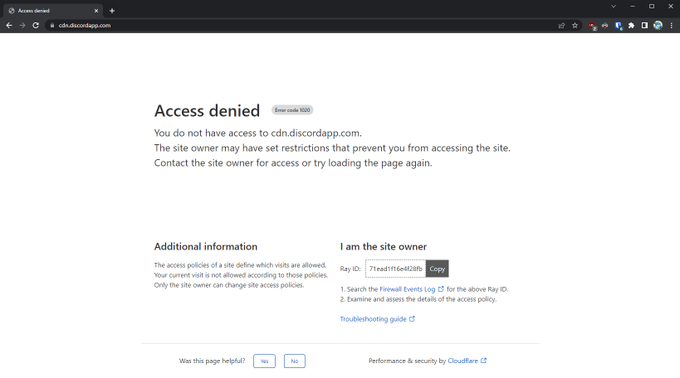 Access denied
cdn.discordapp.com
Access denied Error code 1020
You do not have access to cdn.discordapp.com.
The site owner may have set restrictions that prevent you from accessing the site.
Contact the site owner for access or try loading the page again.
Additional information
The access policies of a site define which visits are allowed.
Your current visit is not allowed according to those policies.
Only the site owner can change site access policies.
I am the site owner
Ray ID: 71ead1f16e4f28fb Copy
1. Search the Firewall Events Log for the above Ray ID.
2. Examine and assess the details of the access policy.
Troubleshooting guide
Was this page helpful? Yes No
Performance & security by Cloudflare